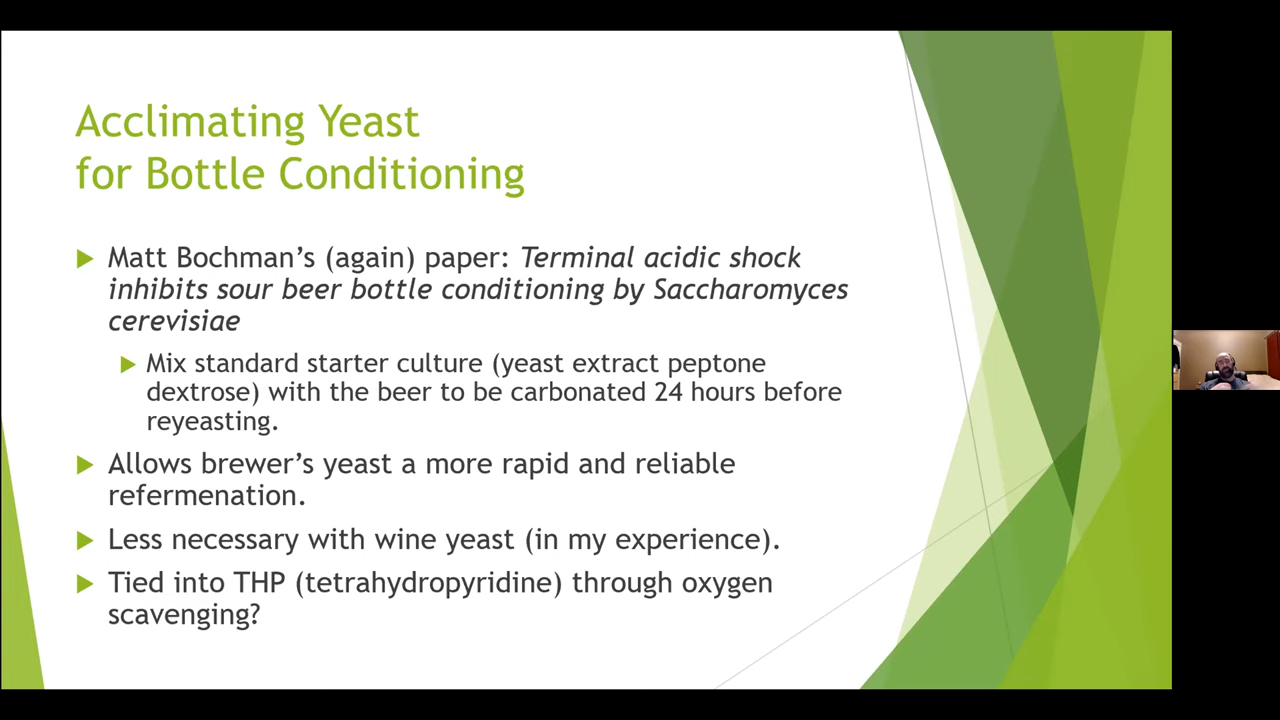 Acclimating Yeast
for Bottle Conditioning
Matt Bochman’s (again) paper: Terminal acidic shock
inhibits sour beer bottle conditioning by Saccharomyces
cerevisiae
Mix standard starter culture (yeast extract peptone
dextrose) with the beer to be carbonated 24 hours before
reyeasting.
Allows brewer’s yeast a more rapid and reliable
refermenation.
Less necessary with wine yeast (in my experience).
Tied into THP (tetrahydropyridine) through oxygen
scavenging?